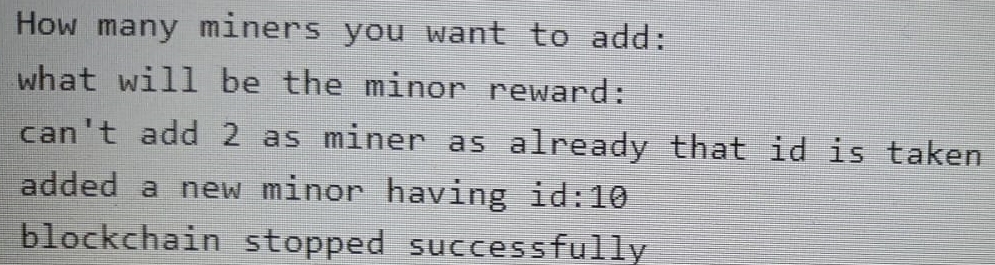 How many miners you want to add:
what will be the minor reward:
can't add 2 as miner as already that id is taken
added a new minor having id:10
blockchain stopped successfully